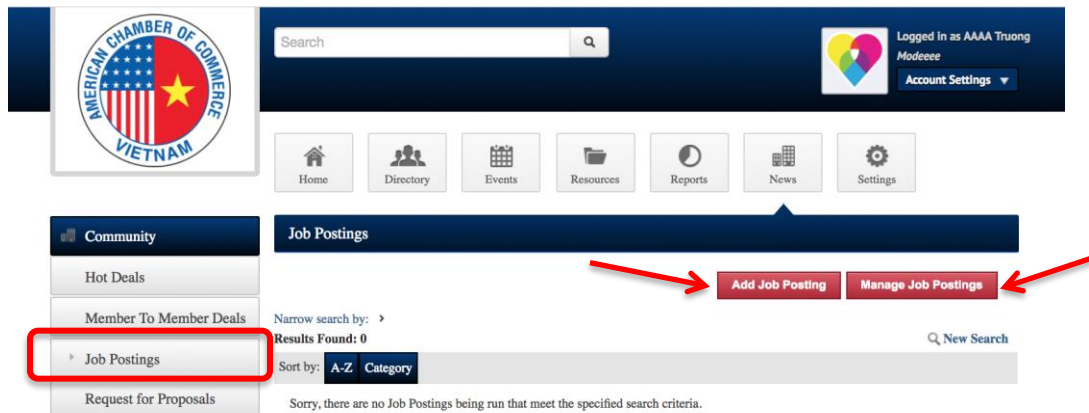 AMERICAN CHAMBER OF COMMERCE
VIETNAM
Search
Logged in as AAAA Truong
Modeeee
Account Settings
Home
Directory
Events
Resources
Reports
News
Settings
Community
Hot Deals
Member To Member Deals
Job Postings
Request for Proposals
Job Postings
Add Job Posting
Manage Job Postings
Narrow search by:
Results Found: 0
New Search
Sort by: A-Z Category
Sorry, there are no Job Postings being run that meet the specified search criteria.